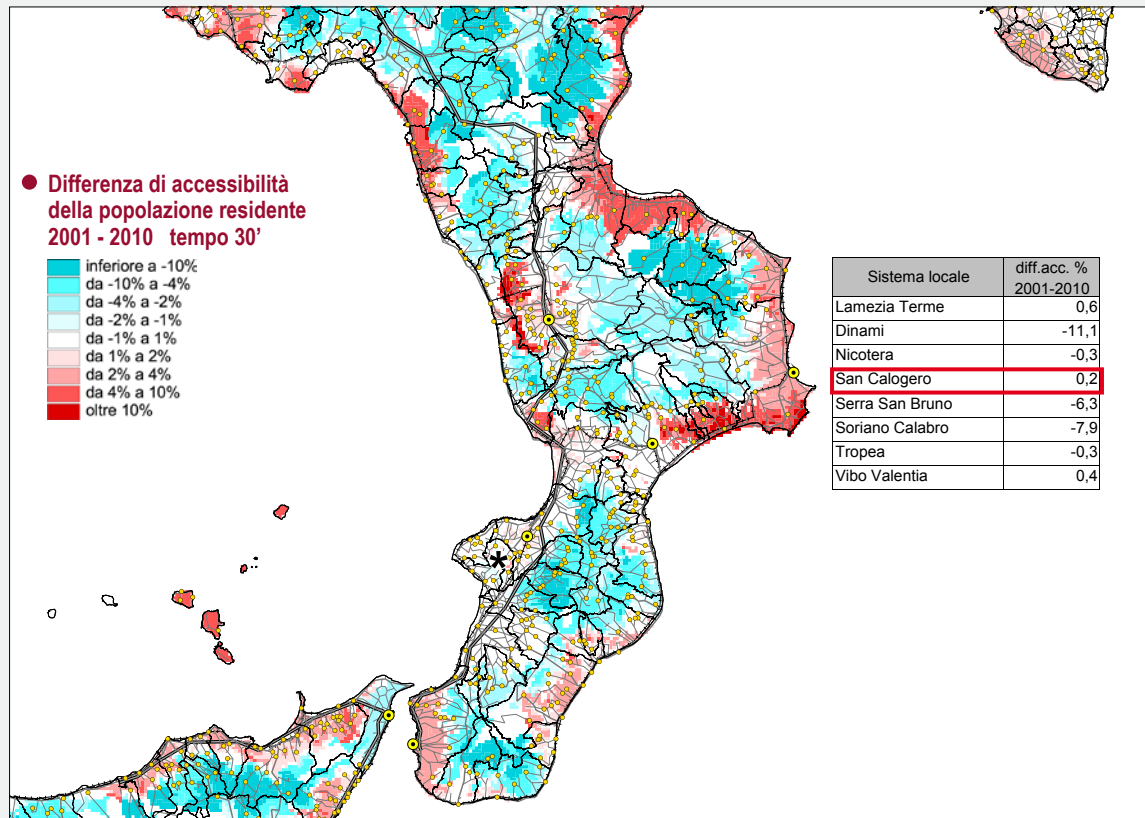 Differenza di accessibilità
della popolazione residente
2001 - 2010 tempo 30'
inferiore a -10%
da -10% a -4%
da -4% a -2%
da -2% a -1%
da -1% a 1%
da 1% a 2%
da 2% a 4%
da 4% a 10%
oltre 10%
Sistema locale diff.acc. % 2001-2010
Lamezia Terme 0,6
Dinami -11,1
Nicotera -0,3
San Calogero 0,2
Serra San Bruno -6,3
Soriano Calabro -7,9
Tropea -0,3
Vibo Valentia 0,4
*